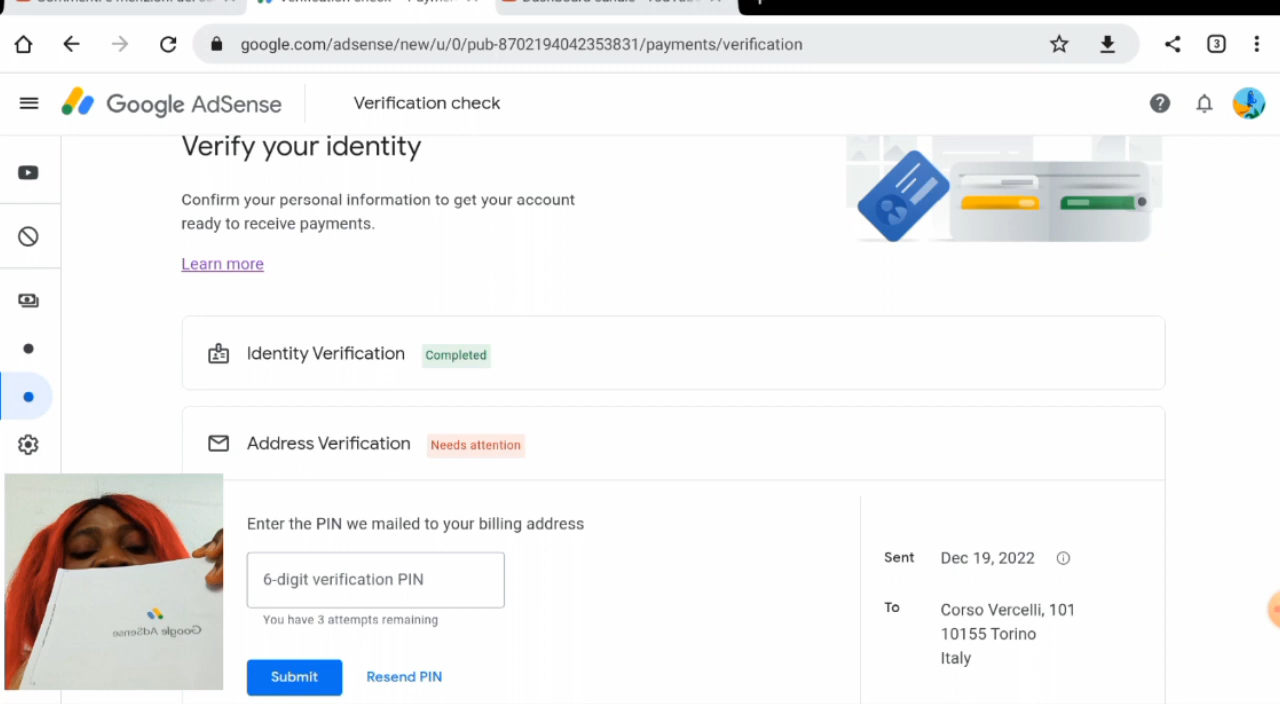 Verification check
google.com/adsense/new/u/0/pub-8702194042353831/payments/verification
3
Google AdSense
Verification check
Verify your identity
Confirm your personal information to get your account
ready to receive payments.
Learn more
Identity Verification Completed
Address Verification Needs attention
Enter the PIN we mailed to your billing address
6-digit verification PIN
You have 3 attempts remaining
Submit Resend PIN
Sent Dec 19, 2022
To Corso Vercelli, 101
10155 Torino
Italy
Google AdSense